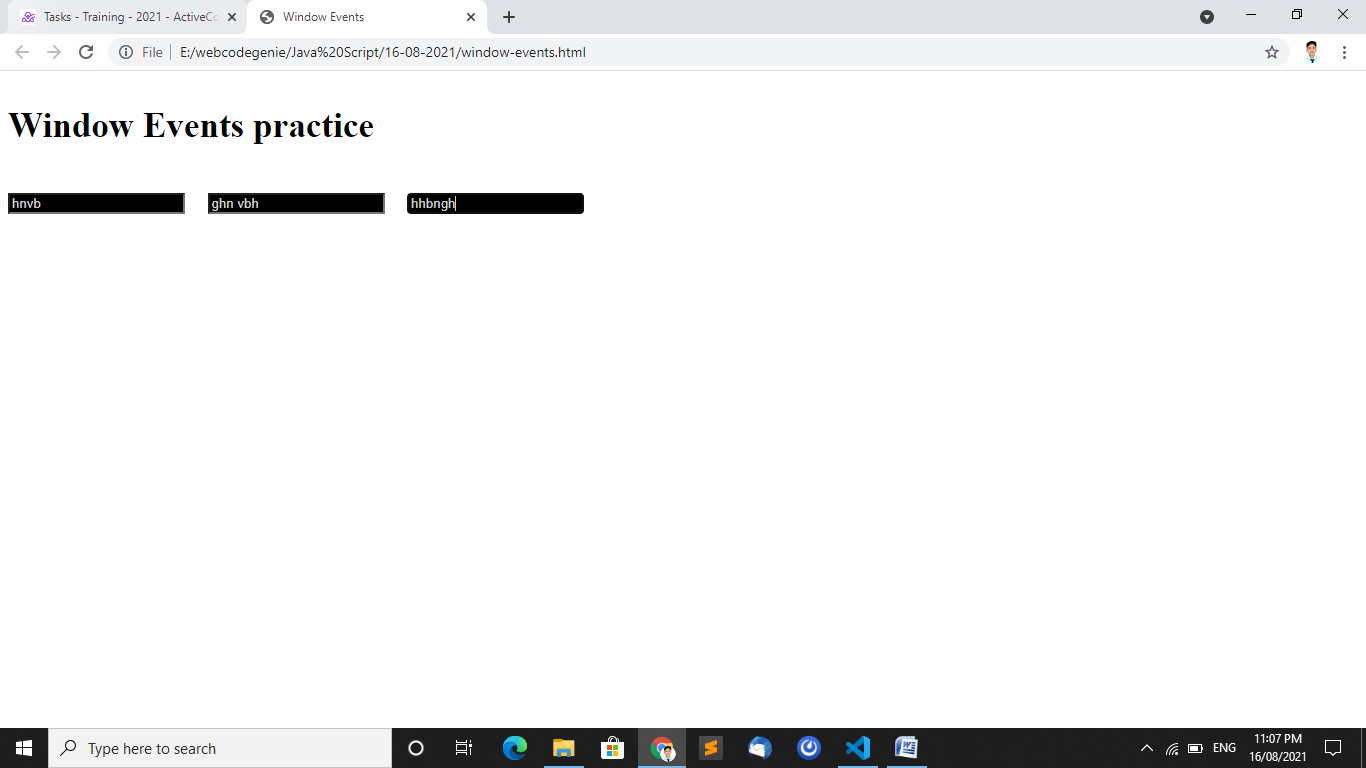 Tasks - Training - 2021 - ActiveCo
Window Events
File
E:/webcodegenie/Java%20Script/16-08-2021/window-events.html
Window Events practice
hnvb
ghn vbh
hhbngh
Type here to search
ENG
11:07 PM
16/08/2021